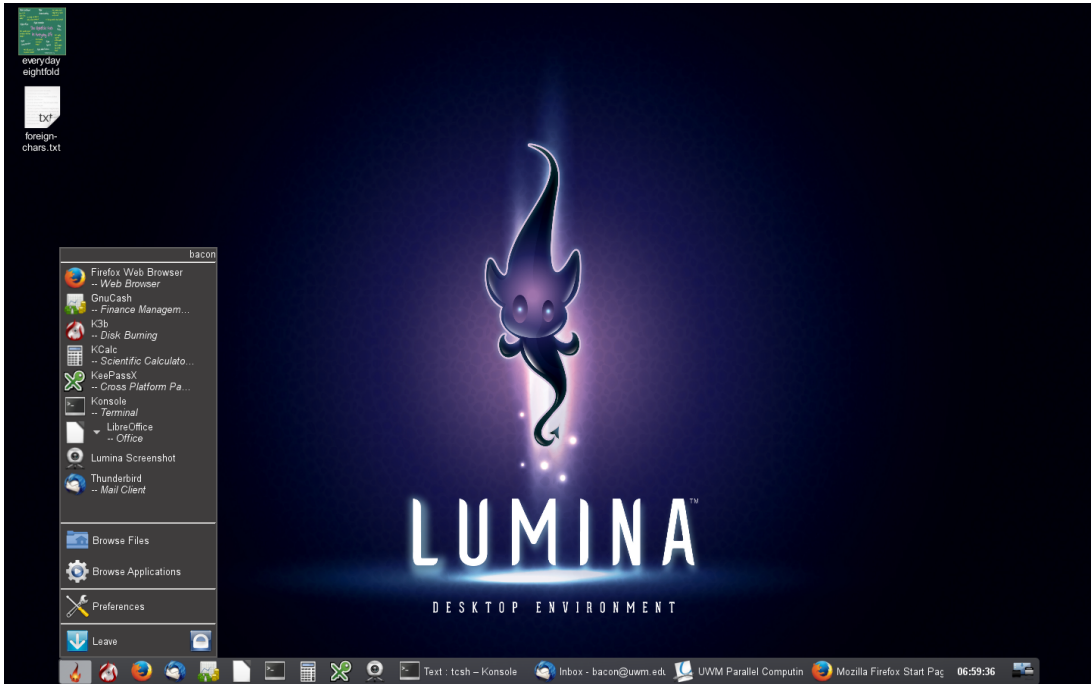 everyday
eightfold
txt
foreign-
chars.txt
bacon
Firefox Web Browser
-- Web Browser
GnuCash
-- Finance Managem...
K3b
-- Disk Burning
KCalc
-- Scientific Calculato...
KeePassX
-- Cross Platform Pa...
Konsole
-- Terminal
LibreOffice
-- Office
Lumina Screenshot
Thunderbird
-- Mail Client
Browse Files
Browse Applications
Preferences
Leave
LUMINA™
DESKTOP ENVIRONMENT
Text : tcsh – Konsole
Inbox - bacon@uwm.edu
UWM Parallel Computin
Mozilla Firefox Start Pag
06:59:36